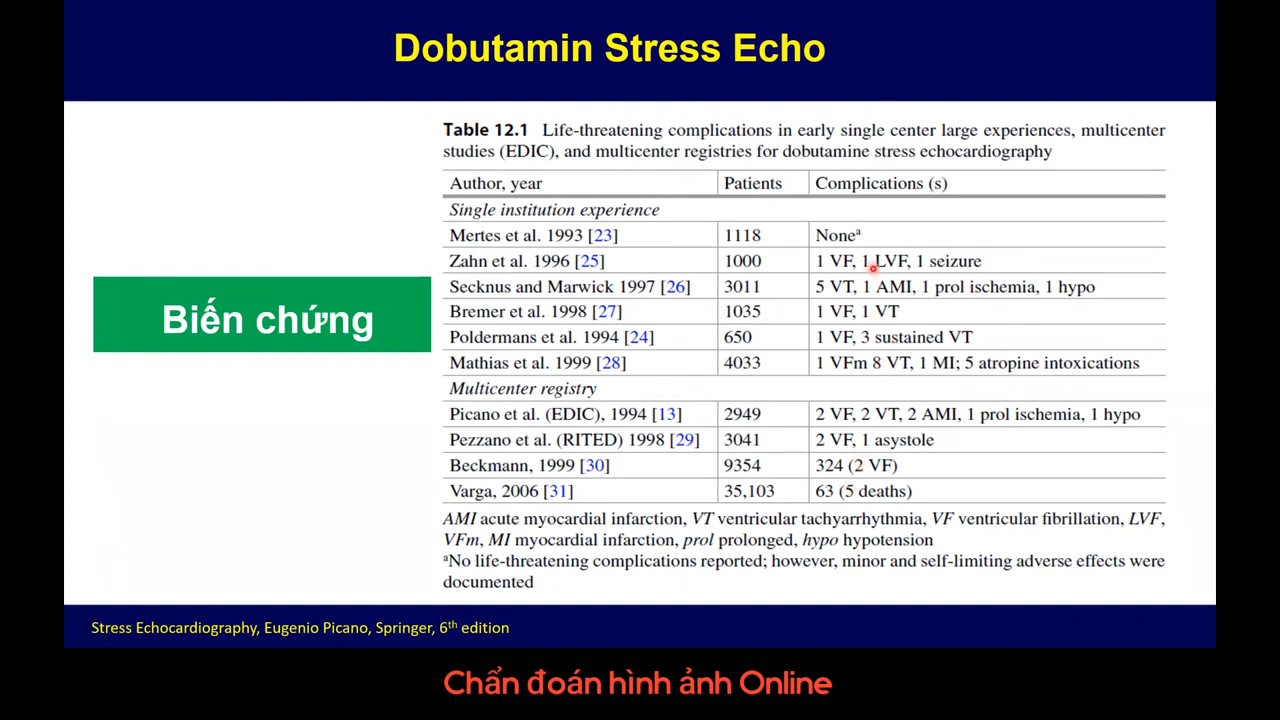 Dobutamin Stress Echo
Biến chứng
Table 12.1 Life-threatening complications in early single center large experiences, multicenter
studies (EDIC), and multicenter registries for dobutamine stress echocardiography
Author, year Patients Complications (s)
Single institution experience
Mertes et al. 1993 [23] 1118 Noneᵃ
Zahn et al. 1996 [25] 1000 1 VF, 1 LVF, 1 seizure
Secknus and Marwick 1997 [26] 3011 5 VT, 1 AMI, 1 prol ischemia, 1 hypo
Bremer et al. 1998 [27] 1035 1 VF, 1 VT
Poldermans et al. 1994 [24] 650 1 VF, 3 sustained VT
Mathias et al. 1999 [28] 4033 1 VFm 8 VT, 1 MI; 5 atropine intoxications
Multicenter registry
Picano et al. (EDIC), 1994 [13] 2949 2 VF, 2 VT, 2 AMI, 1 prol ischemia, 1 hypo
Pezzano et al. (RITED) 1998 [29] 3041 2 VF, 1 asystole
Beckmann, 1999 [30] 9354 324 (2 VF)
Varga, 2006 [31] 35,103 63 (5 deaths)
AMI acute myocardial infarction, VT ventricular tachyarrhythmia, VF ventricular fibrillation, LVF,
VFm, MI myocardial infarction, prol prolonged, hypo hypotension
ᵃNo life-threatening complications reported; however, minor and self-limiting adverse effects were
documented
Stress Echocardiography, Eugenio Picano, Springer, 6th edition
Chẩn đoán hình ảnh Online